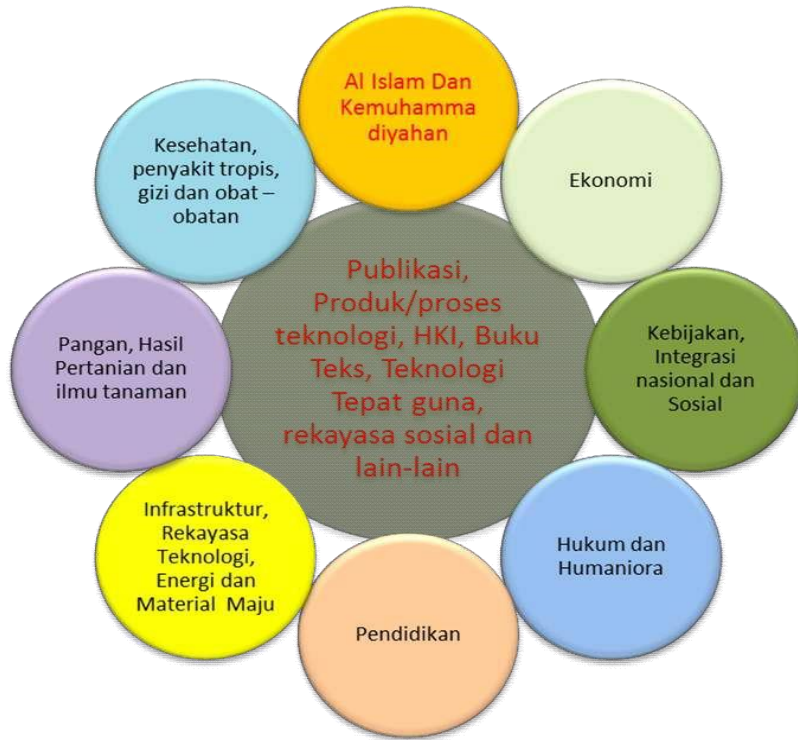 Al Islam Dan
Kemuhamma
diyahan
Ekonomi
Kebijakan,
Integrasi
nasional dan
Sosial
Hukum dan
Humaniora
Pendidikan
Infrastruktur,
Rekayasa
Teknologi,
Energi dan
Material Maju
Pangan, Hasil
Pertanian dan
ilmu tanaman
Kesehatan,
penyakit tropis,
gizi dan obat –
obatan
Publikasi,
Produk/proses
teknologi, HKI, Buku
Teks, Teknologi
Tepat guna,
rekayasa sosial dan
lain-lain